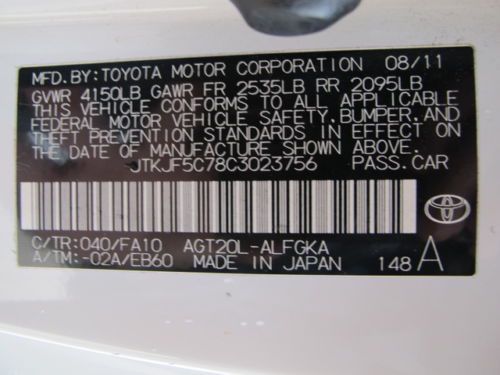 MFD.BY:TOYOTA MOTOR CORPORATION 08/11
GVWR 4150LB GAWR FR 2535LB RR 2095LB
THIS VEHICLE CONFORMS TO ALL APPLICABLE
FEDERAL MOTOR VEHICLE SAFETY,BUMPER,AND
THEFT PREVENTION STANDARDS IN EFFECT ON
THE DATE OF MANUFACTURE SHOWN ABOVE.
JTKJF5C78C3023756 PASS.CAR
C/TR:040/FA10 AGT20L-ALFGKA
A/TM:-02A/EB60 MADE IN JAPAN 148 A